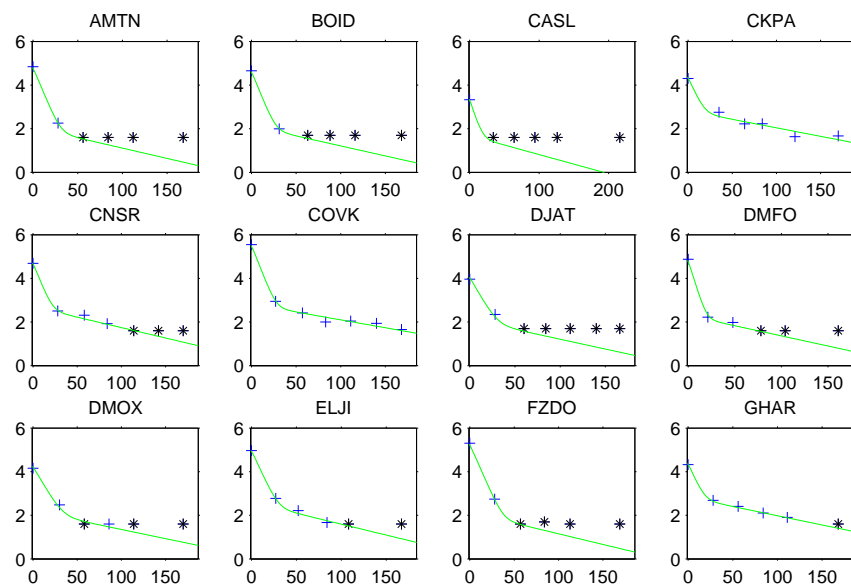 AMTN BOID CASL CKPA
6 6 6 6
4 4 4 4
2 2 2 2
0 0 0 0
0 50 100 150 0 50 100 150 0 100 200 0 50 100 150
CNSR COVK DJAT DMFO
6 6 6 6
4 4 4 4
2 2 2 2
0 0 0 0
0 50 100 150 0 50 100 150 0 50 100 150 0 50 100 150
DMOX ELJI FZDO GHAR
6 6 6 6
4 4 4 4
2 2 2 2
0 0 0 0
0 50 100 150 0 50 100 150 0 50 100 150 0 50 100 150